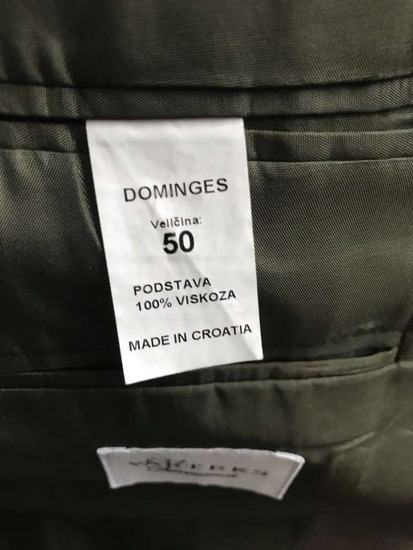 DOMINGES
Veličina:
50
PODSTAVA
100% VISKOZA
MADE IN CROATIA